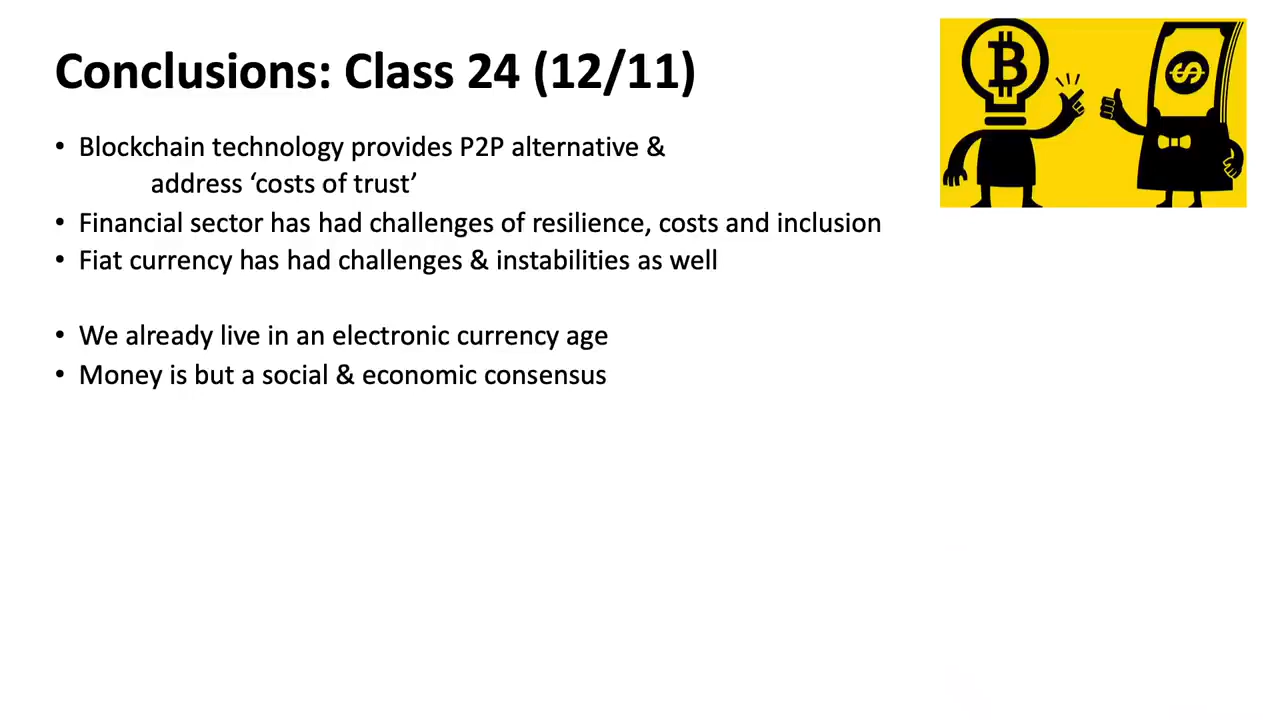 Conclusions: Class 24 (12/11)
• Blockchain technology provides P2P alternative &
address ‘costs of trust’
• Financial sector has had challenges of resilience, costs and inclusion
• Fiat currency has had challenges & instabilities as well
• We already live in an electronic currency age
• Money is but a social & economic consensus